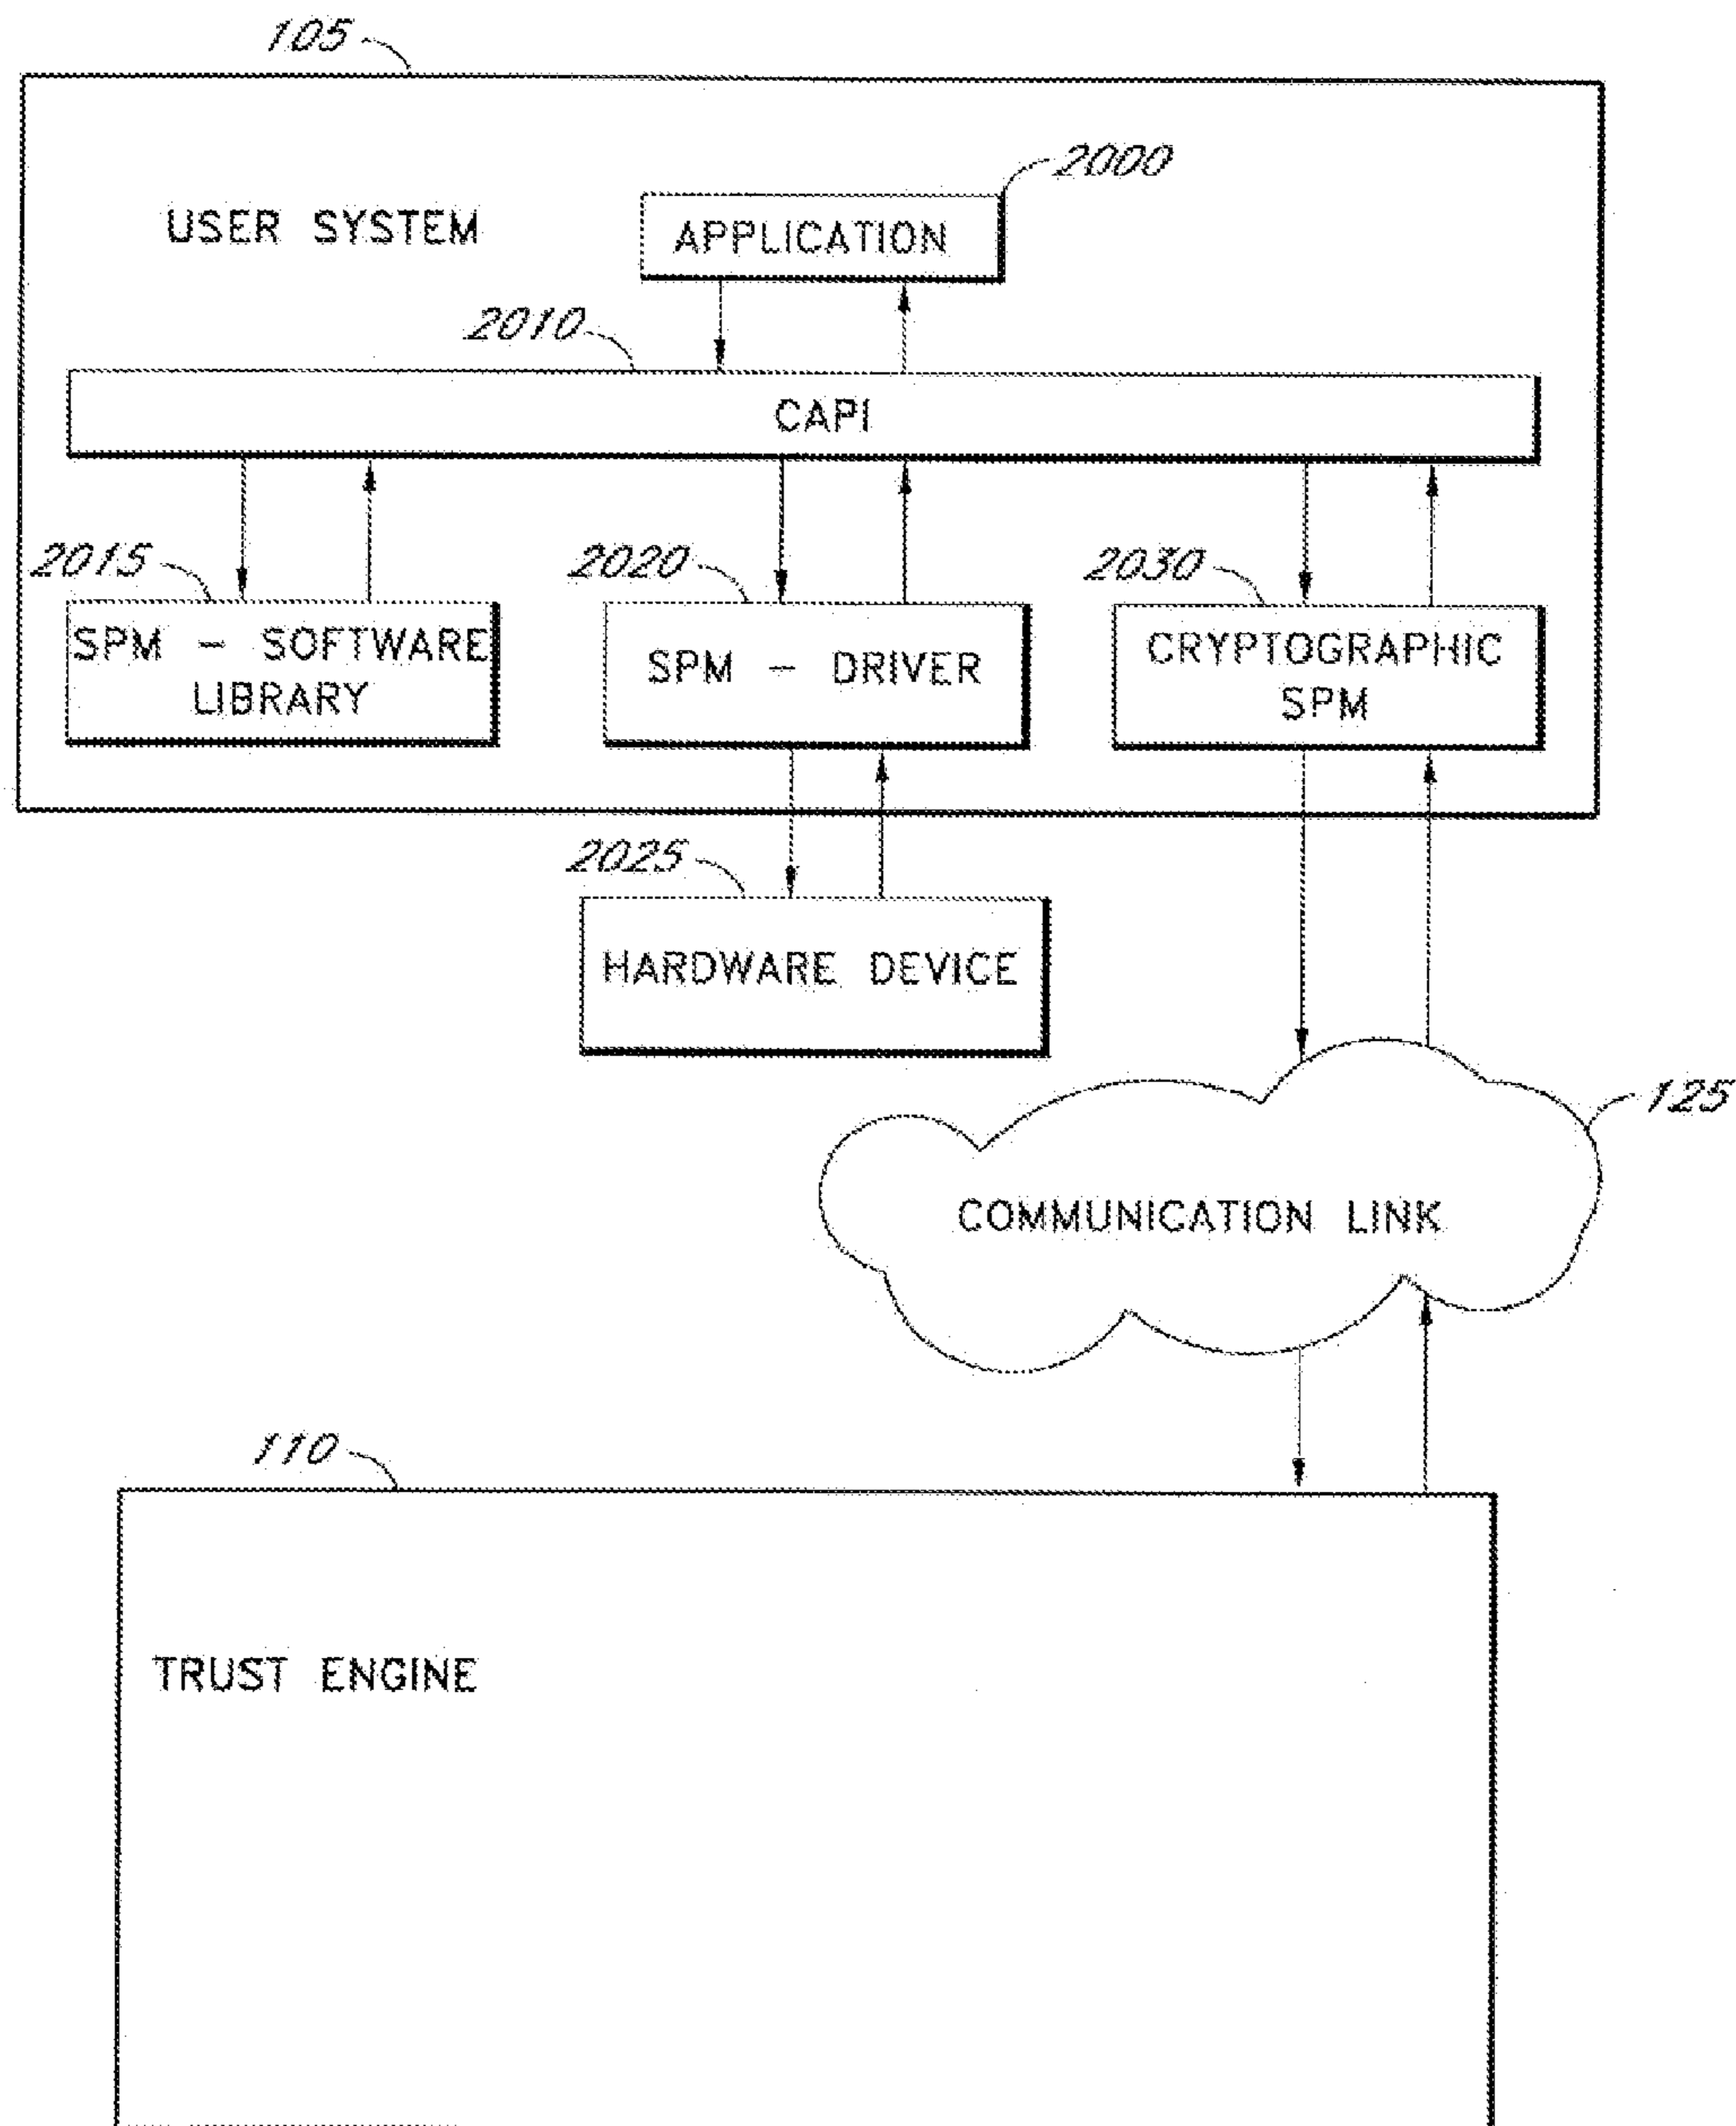 105
2000
USER SYSTEM
APPLICATION
2010
CAPI
2015
2020
2030
SPM - SOFTWARE
LIBRARY
SPM - DRIVER
CRYPTOGRAPHIC
SPM
2025
HARDWARE DEVICE
125
COMMUNICATION LINK
110
TRUST ENGINE